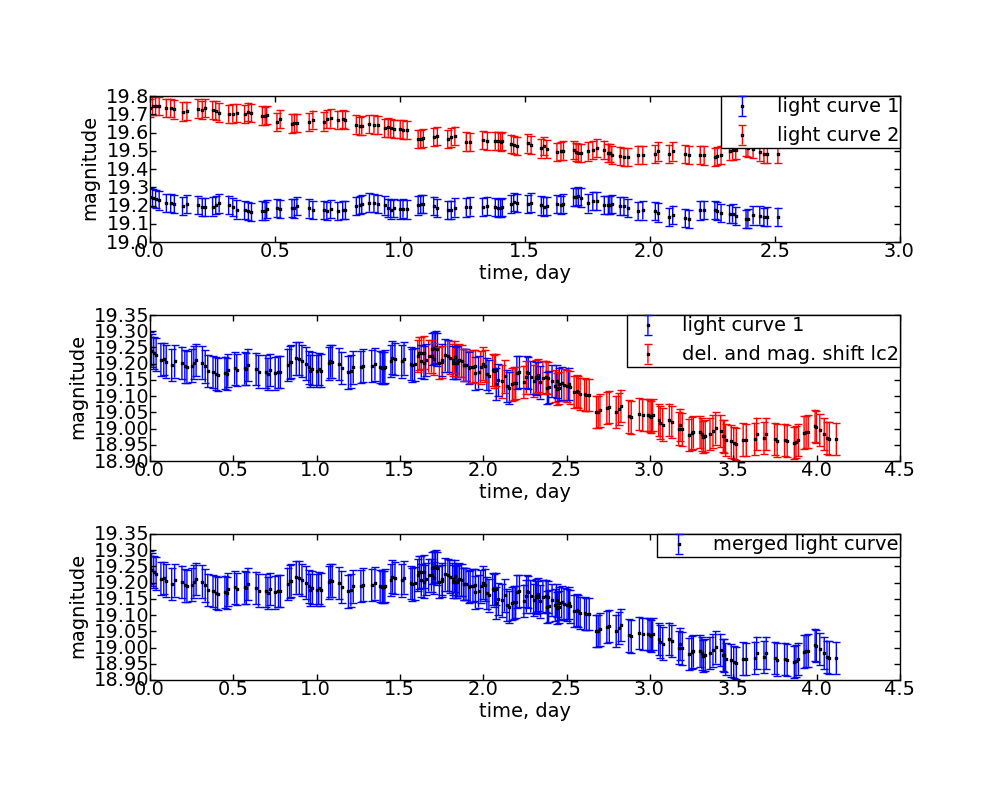 19.8
19.7
19.6
19.5
19.4
19.3
19.2
19.1
19.0
magnitude
light curve 1
light curve 2
0.0 0.5 1.0 1.5 2.0 2.5 3.0
time, day
19.35
19.30
19.25
19.20
19.15
19.10
19.05
19.00
18.95
18.90
magnitude
light curve 1
del. and mag. shift lc2
0.0 0.5 1.0 1.5 2.0 2.5 3.0 3.5 4.0 4.5
time, day
19.35
19.30
19.25
19.20
19.15
19.10
19.05
19.00
18.95
18.90
magnitude
merged light curve
0.0 0.5 1.0 1.5 2.0 2.5 3.0 3.5 4.0 4.5
time, day